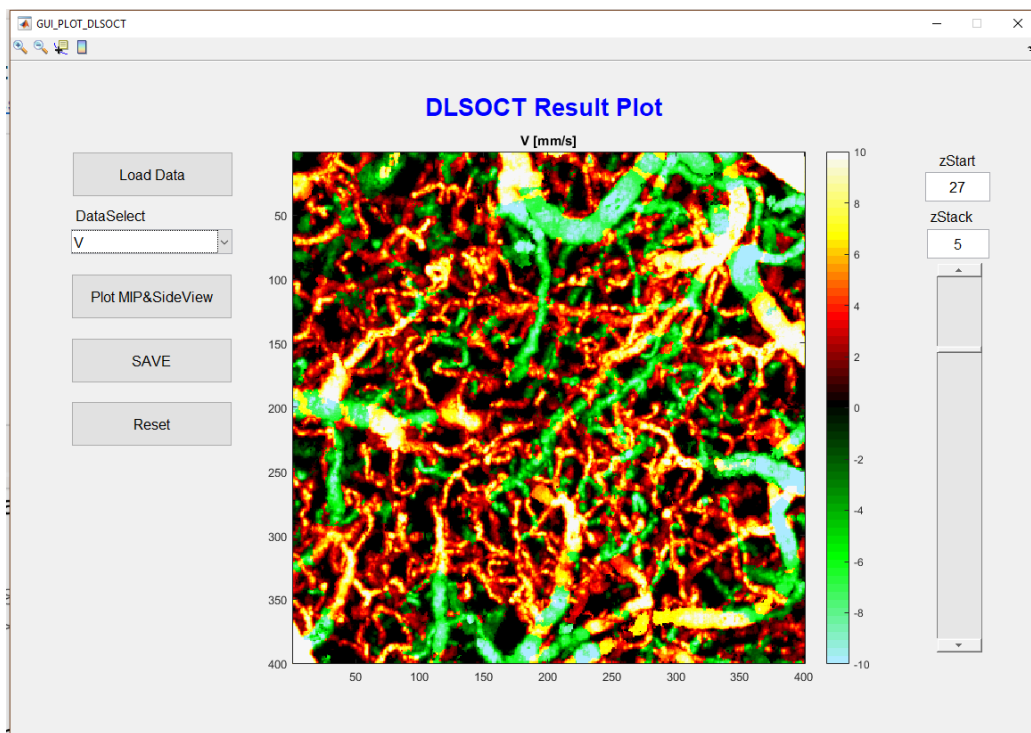 GUI_PLOT_DLSOCT
DLSOCT Result Plot
V [mm/s]
Load Data
DataSelect
V
Plot MIP&SideView
SAVE
Reset
50
100
150
200
250
300
350
400
50
100
150
200
250
300
350
400
10
8
6
4
2
0
-2
-4
-6
-8
-10
zStart
27
zStack
5